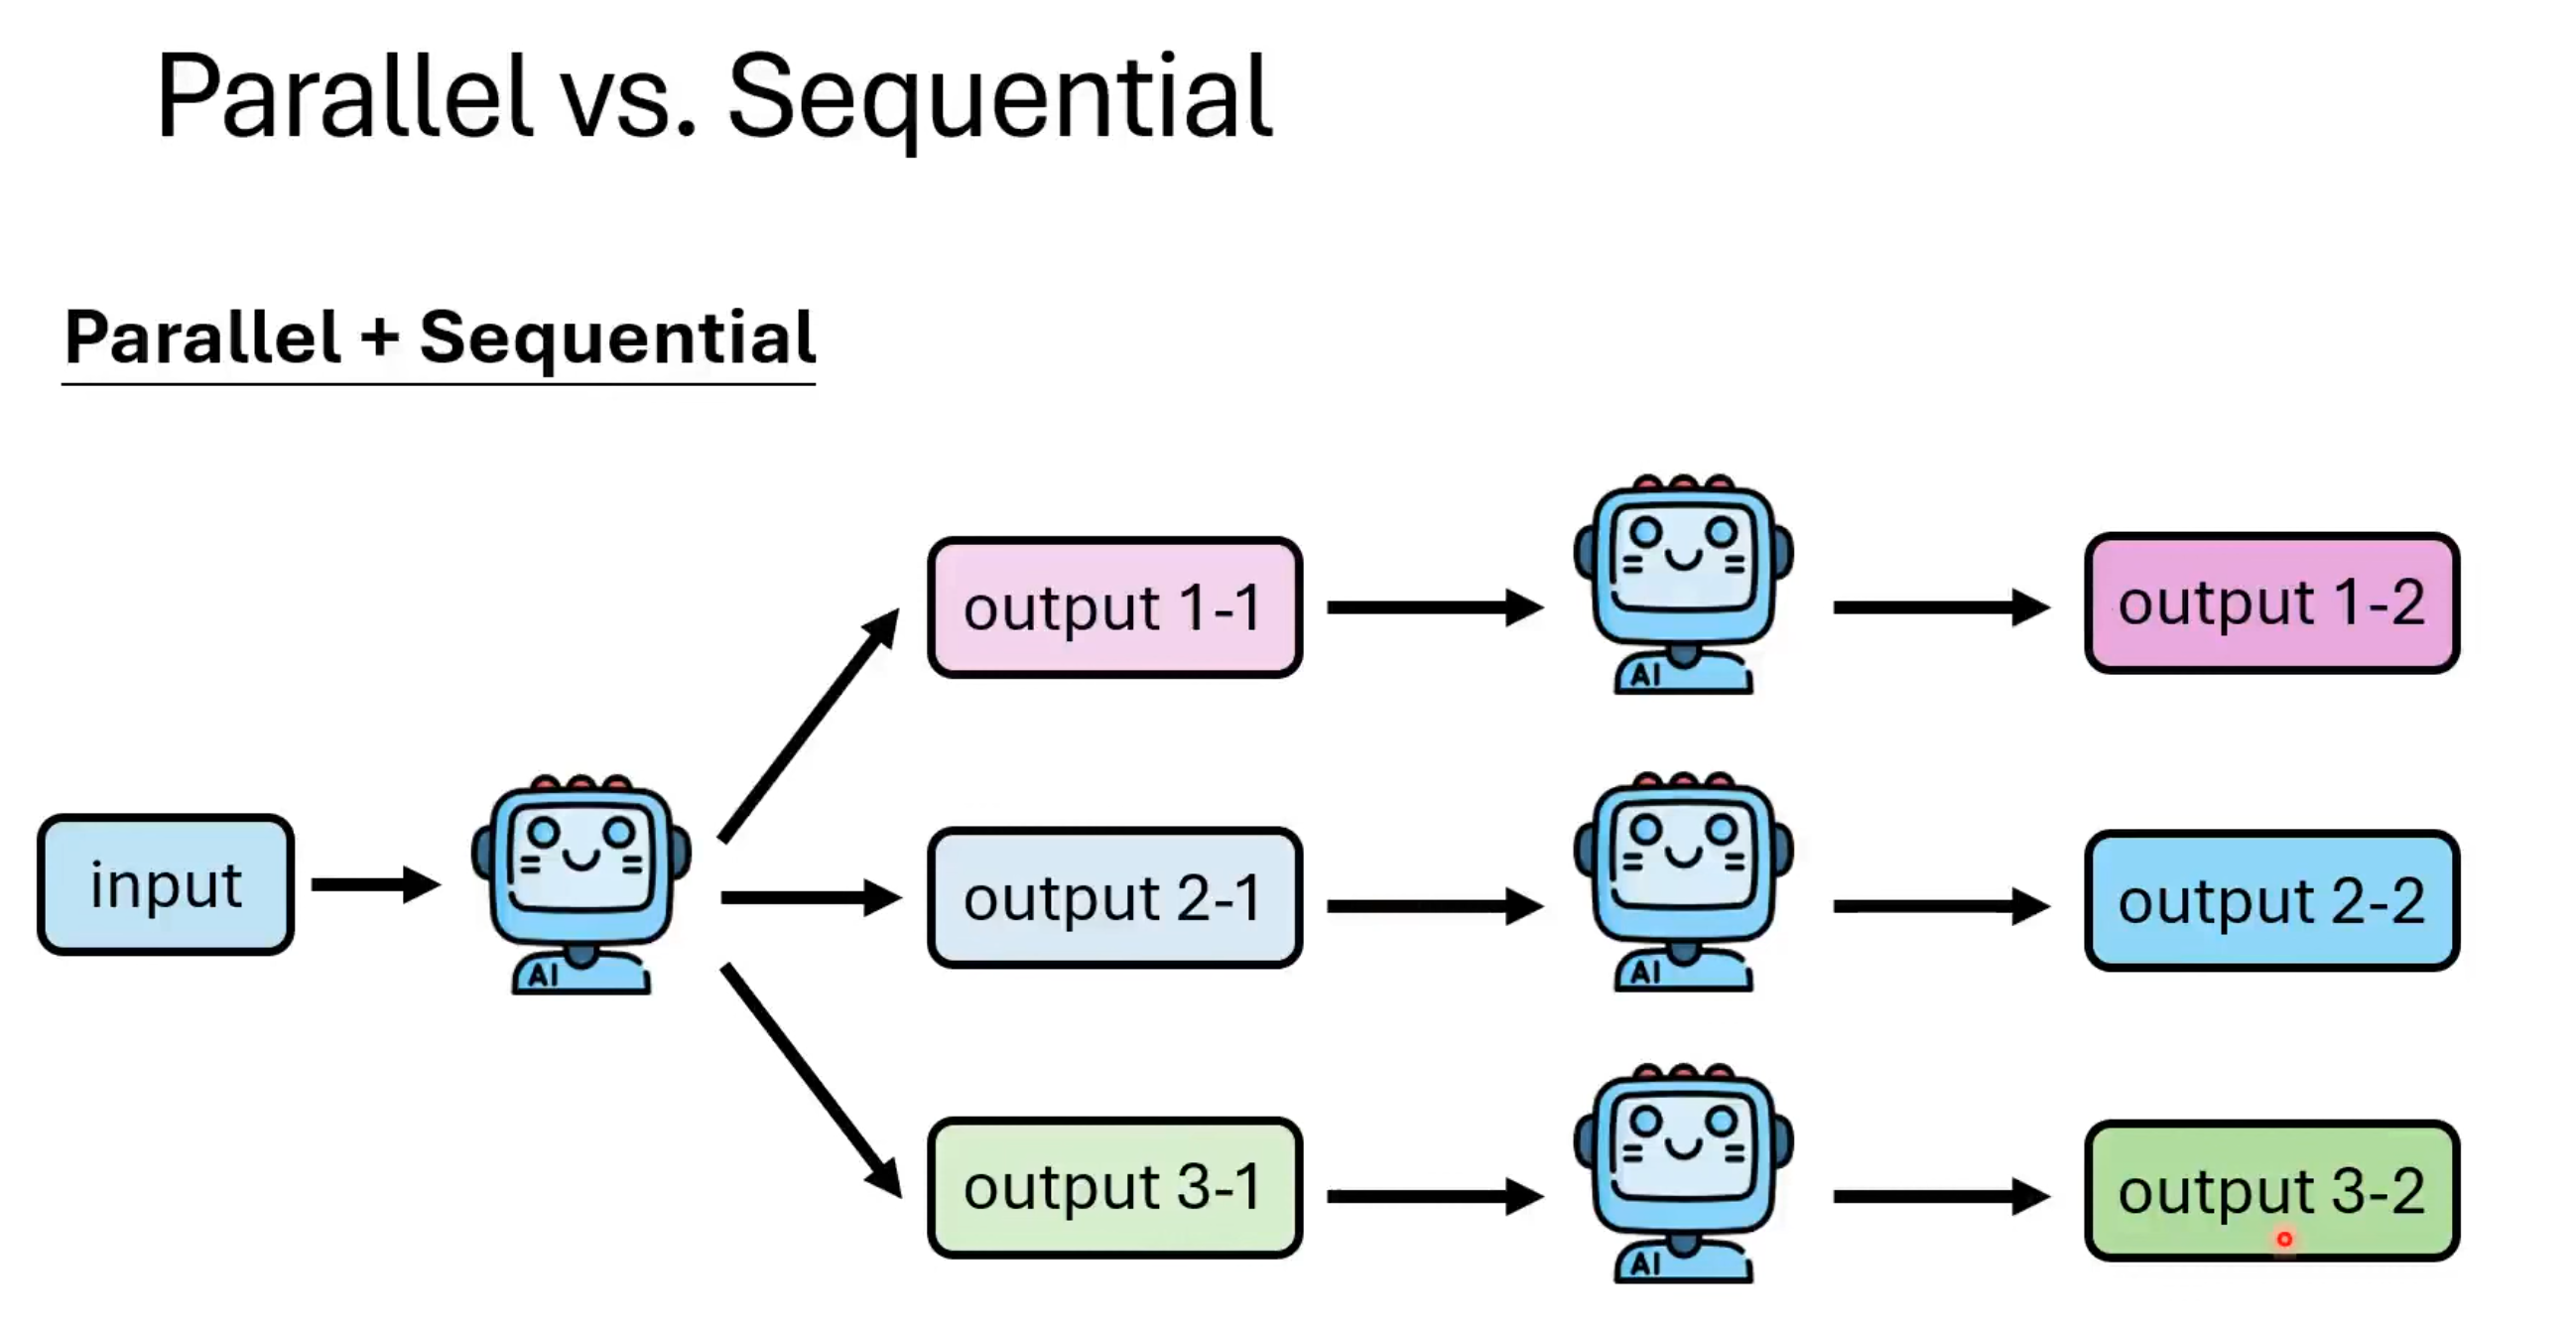 Parallel vs. Sequential
Parallel + Sequential
output 1-1
AI
output 1-2
input
AI
output 2-1
AI
output 2-2
output 3-1
AI
output 3-2